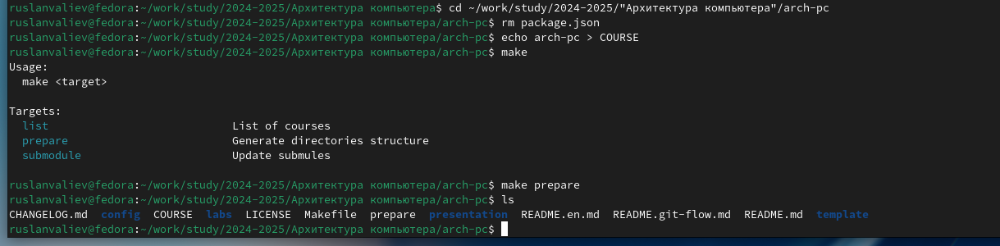 ruslanvaliev@fedora:~/work/study/2024-2025/Архитектура компьютера$ cd ~/work/study/2024-2025/"Архитектура компьютера"/arch-pc
ruslanvaliev@fedora:~/work/study/2024-2025/Архитектура компьютера/arch-pc$ rm package.json
ruslanvaliev@fedora:~/work/study/2024-2025/Архитектура компьютера/arch-pc$ echo arch-pc > COURSE
ruslanvaliev@fedora:~/work/study/2024-2025/Архитектура компьютера/arch-pc$ make
Usage:
  make <target>

Targets:
  list                            List of courses
  prepare                         Generate directories structure
  submodule                       Update submules

ruslanvaliev@fedora:~/work/study/2024-2025/Архитектура компьютера/arch-pc$ make prepare
ruslanvaliev@fedora:~/work/study/2024-2025/Архитектура компьютера/arch-pc$ ls
CHANGELOG.md  config  COURSE  labs  LICENSE  Makefile  prepare  presentation  README.en.md  README.git-flow.md  README.md  template
ruslanvaliev@fedora:~/work/study/2024-2025/Архитектура компьютера/arch-pc$